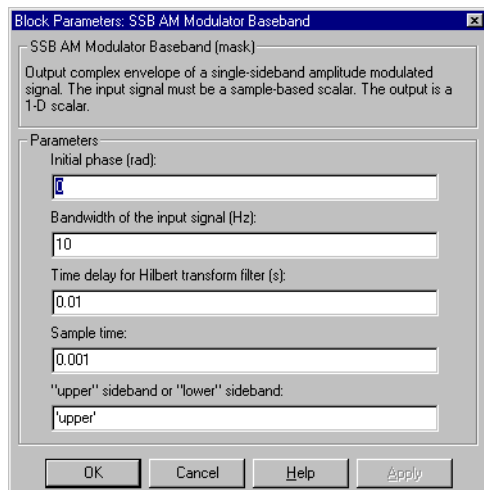 Block Parameters: SSB AM Modulator Baseband
SSB AM Modulator Baseband (mask)
Output complex envelope of a single-sideband amplitude modulated
signal. The input signal must be a sample-based scalar. The output is a
1-D scalar.
Parameters
Initial phase (rad):
0
Bandwidth of the input signal (Hz):
10
Time delay for Hilbert transform filter (s):
0.01
Sample time:
0.001
"upper" sideband or "lower" sideband:
'upper'
OK Cancel Help Apply